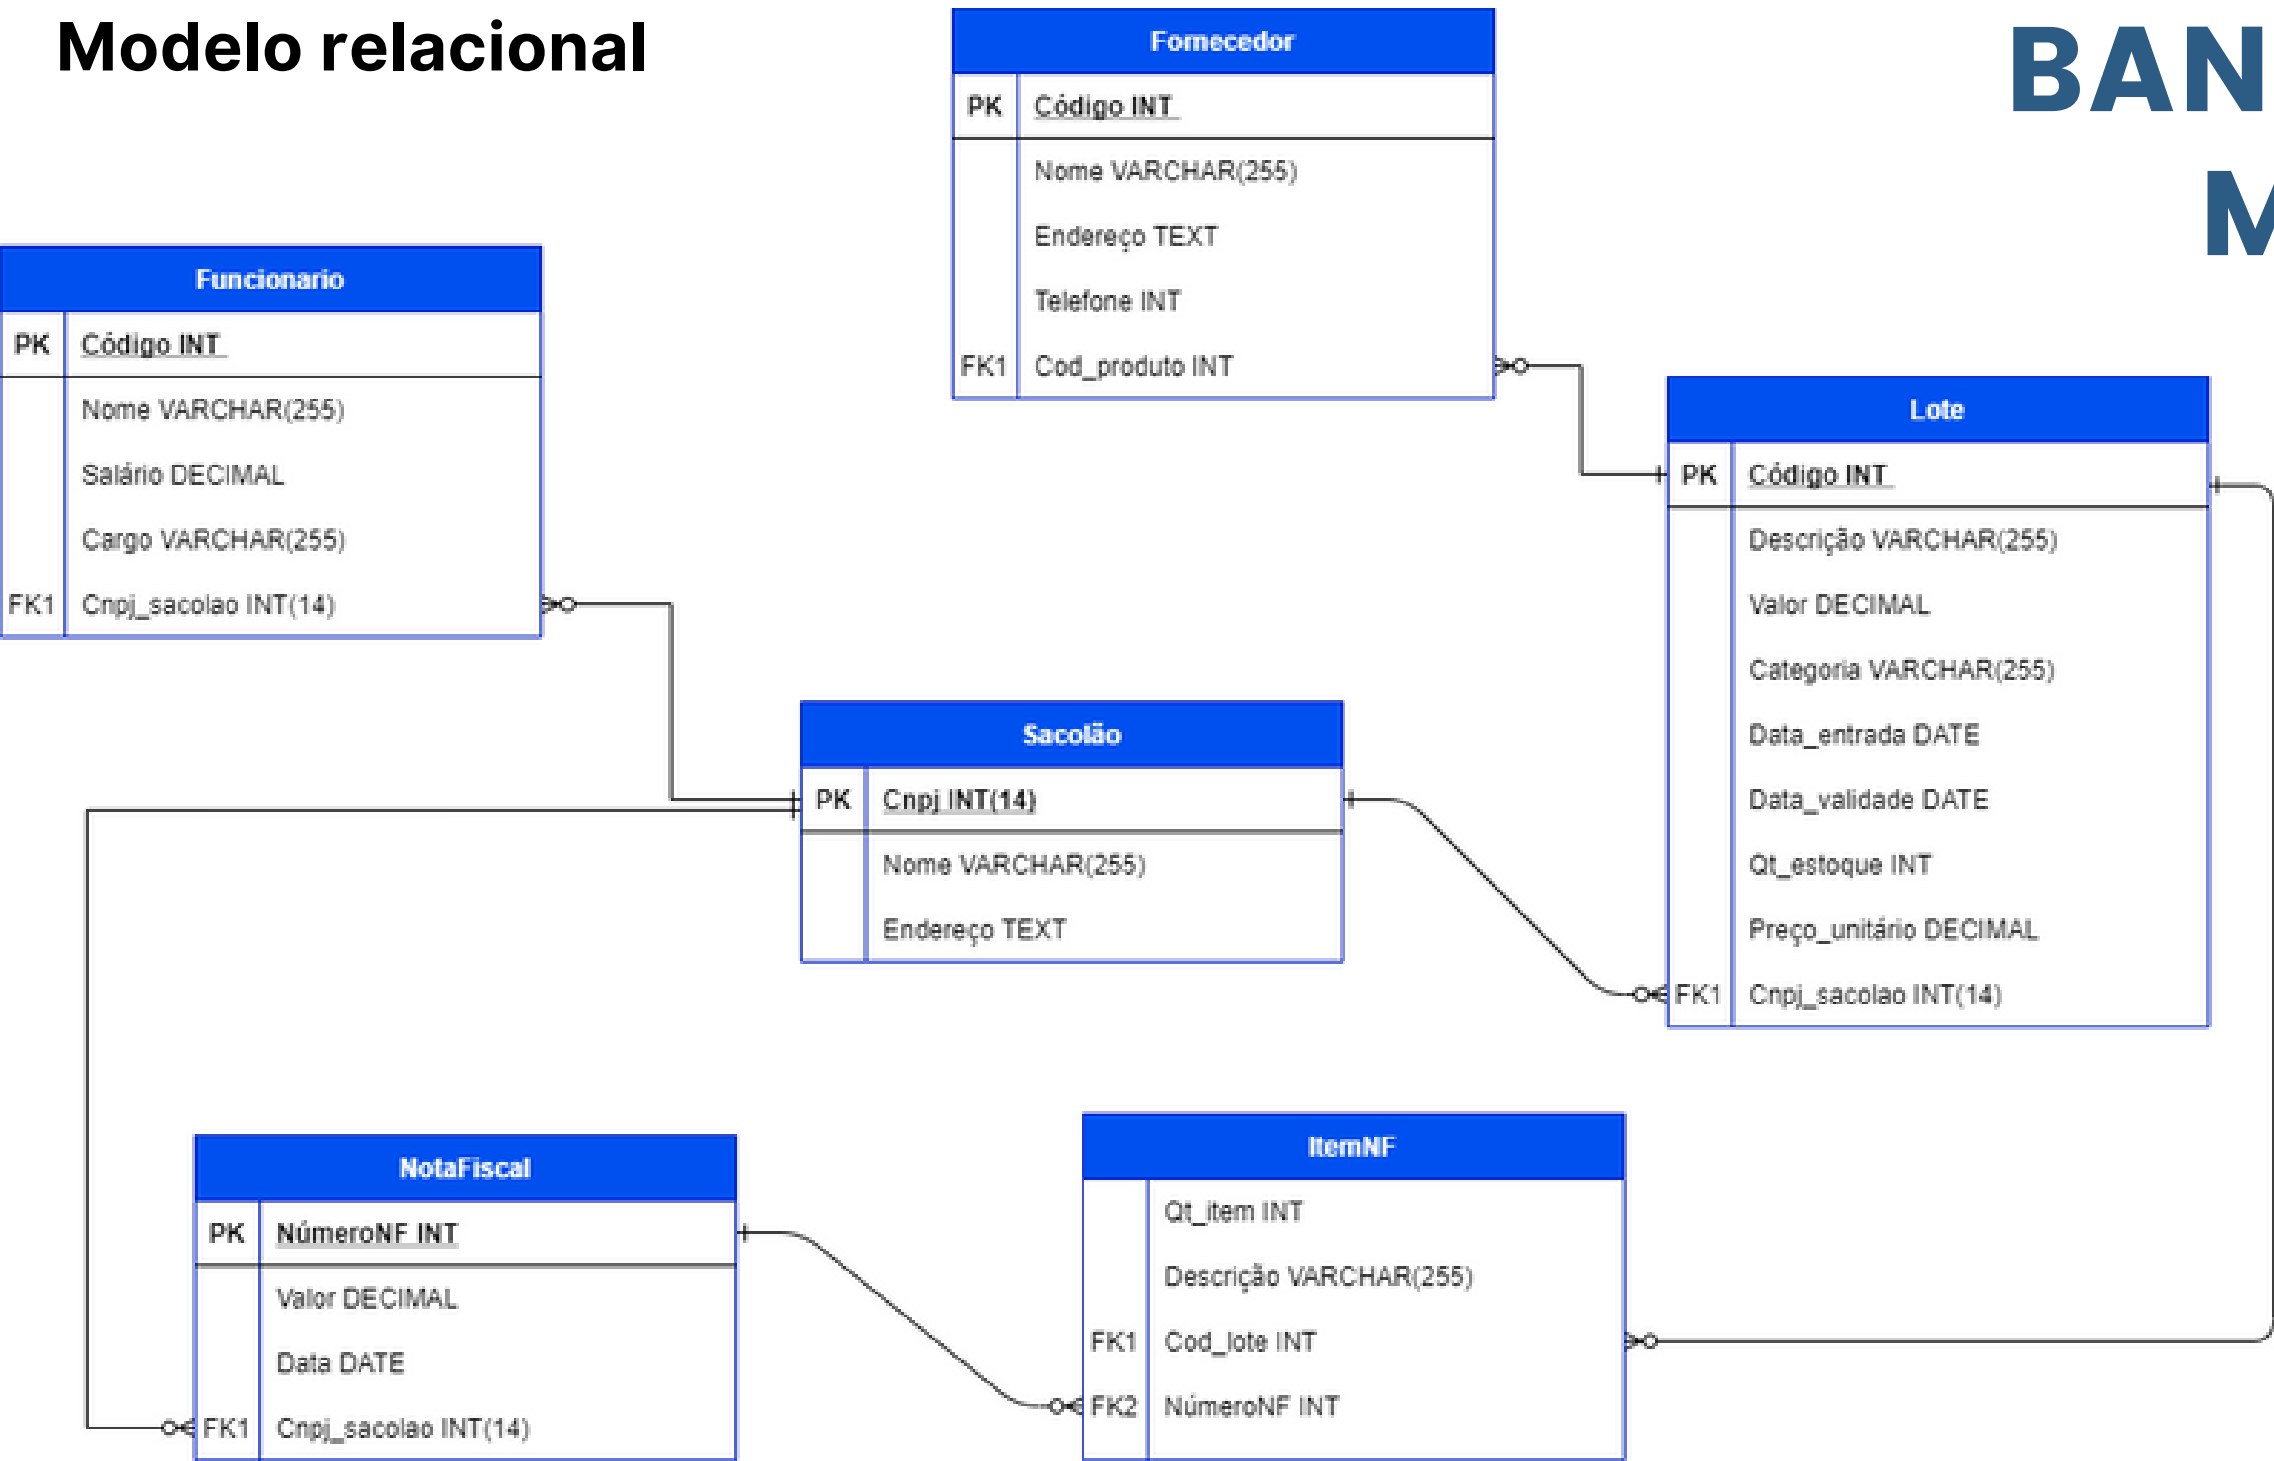 Modelo relacional
BAN
M
Fornecedor
PK Código INT
Nome VARCHAR(255)
Endereço TEXT
Telefone INT
FK1 Cod_produto INT
Funcionario
PK Código INT
Nome VARCHAR(255)
Salário DECIMAL
Cargo VARCHAR(255)
FK1 Cnpj_sacolao INT(14)
Lote
PK Código INT
Descrição VARCHAR(255)
Valor DECIMAL
Categoria VARCHAR(255)
Data_entrada DATE
Data_validade DATE
Qt_estoque INT
Preço_unitário DECIMAL
FK1 Cnpj_sacolao INT(14)
Sacolão
PK Cnpj INT(14)
Nome VARCHAR(255)
Endereço TEXT
NotaFiscal
PK NúmeroNF INT
Valor DECIMAL
Data DATE
FK1 Cnpj_sacolao INT(14)
ItemNF
Qt_item INT
Descrição VARCHAR(255)
FK1 Cod_lote INT
FK2 NúmeroNF INT